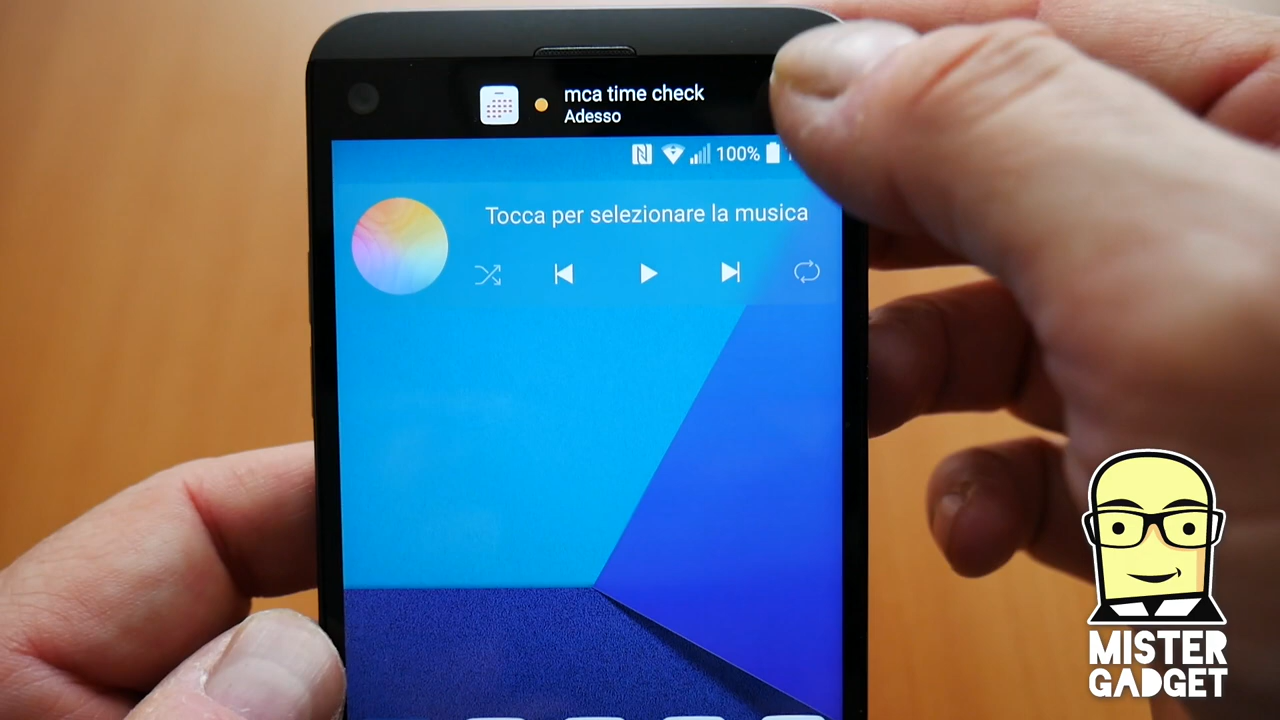 mca time check
Adesso
100%
Tocca per selezionare la musica
MISTER
GADGET